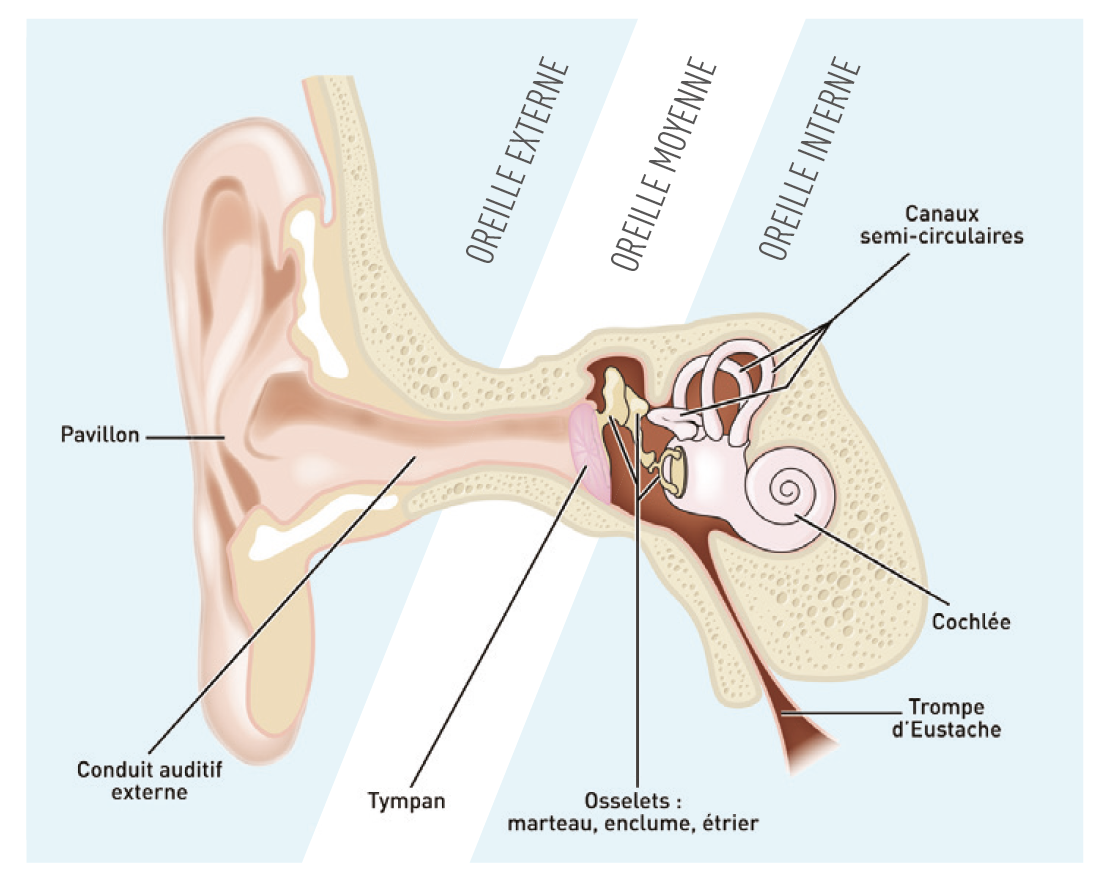 OREILLE EXTERNE
OREILLE MOYENNE
OREILLE INTERNE
Canaux
semi-circulaires
Pavillon
Cochlée
Trompe
d'Eustache
Conduit auditif
externe
Tympan
Osselets :
marteau, enclume, étrier